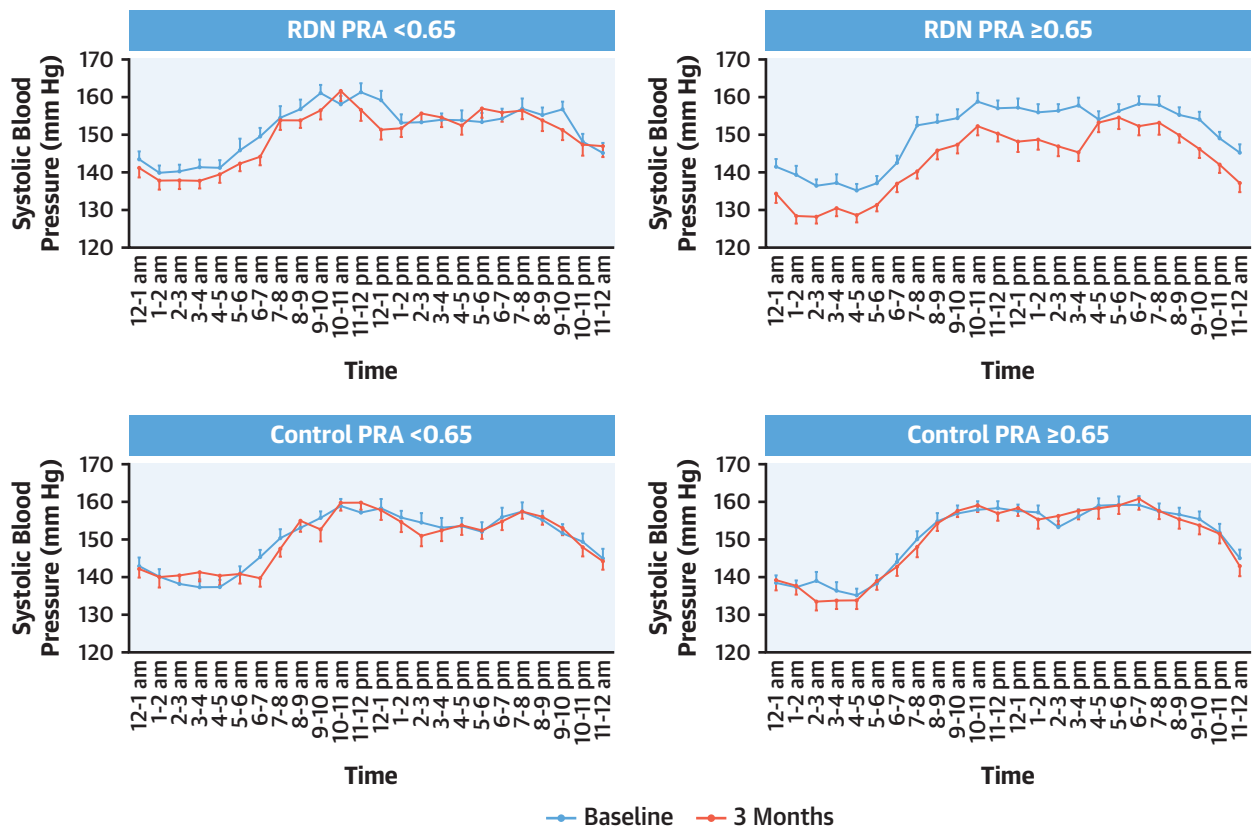 RDN PRA <0.65
Systolic Blood
Pressure (mm Hg)
170
160
150
140
130
120
12-1 am
1-2 am
2-3 am
3-4 am
4-5 am
5-6 am
6-7 am
7-8 am
8-9 am
9-10 am
10-11 am
11-12 pm
12-1 pm
1-2 pm
2-3 pm
3-4 pm
4-5 pm
5-6 pm
6-7 pm
7-8 pm
8-9 pm
9-10 pm
10-11 pm
11-12 am
Time
RDN PRA ≥0.65
Systolic Blood
Pressure (mm Hg)
170
160
150
140
130
120
12-1 am
1-2 am
2-3 am
3-4 am
4-5 am
5-6 am
6-7 am
7-8 am
8-9 am
9-10 am
10-11 am
11-12 pm
12-1 pm
1-2 pm
2-3 pm
3-4 pm
4-5 pm
5-6 pm
6-7 pm
7-8 pm
8-9 pm
9-10 pm
10-11 pm
11-12 am
Time
Control PRA <0.65
Systolic Blood
Pressure (mm Hg)
170
160
150
140
130
120
12-1 am
1-2 am
2-3 am
3-4 am
4-5 am
5-6 am
6-7 am
7-8 am
8-9 am
9-10 am
10-11 am
11-12 pm
12-1 pm
1-2 pm
2-3 pm
3-4 pm
4-5 pm
5-6 pm
6-7 pm
7-8 pm
8-9 pm
9-10 pm
10-11 pm
11-12 am
Time
Control PRA ≥0.65
Systolic Blood
Pressure (mm Hg)
170
160
150
140
130
120
12-1 am
1-2 am
2-3 am
3-4 am
4-5 am
5-6 am
6-7 am
7-8 am
8-9 am
9-10 am
10-11 am
11-12 pm
12-1 pm
1-2 pm
2-3 pm
3-4 pm
4-5 pm
5-6 pm
6-7 pm
7-8 pm
8-9 pm
9-10 pm
10-11 pm
11-12 am
Time
Baseline
3 Months